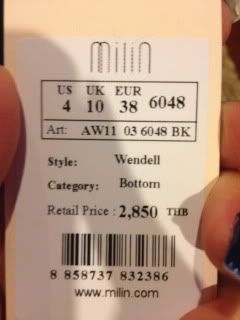 milin
US UK EUR 6048
4 10 38
Art: AW11 03 6048 BK
Style: Wendell
Category: Bottom
Retail Price : 2,850 THB
8 858737 832386
www.milin.com